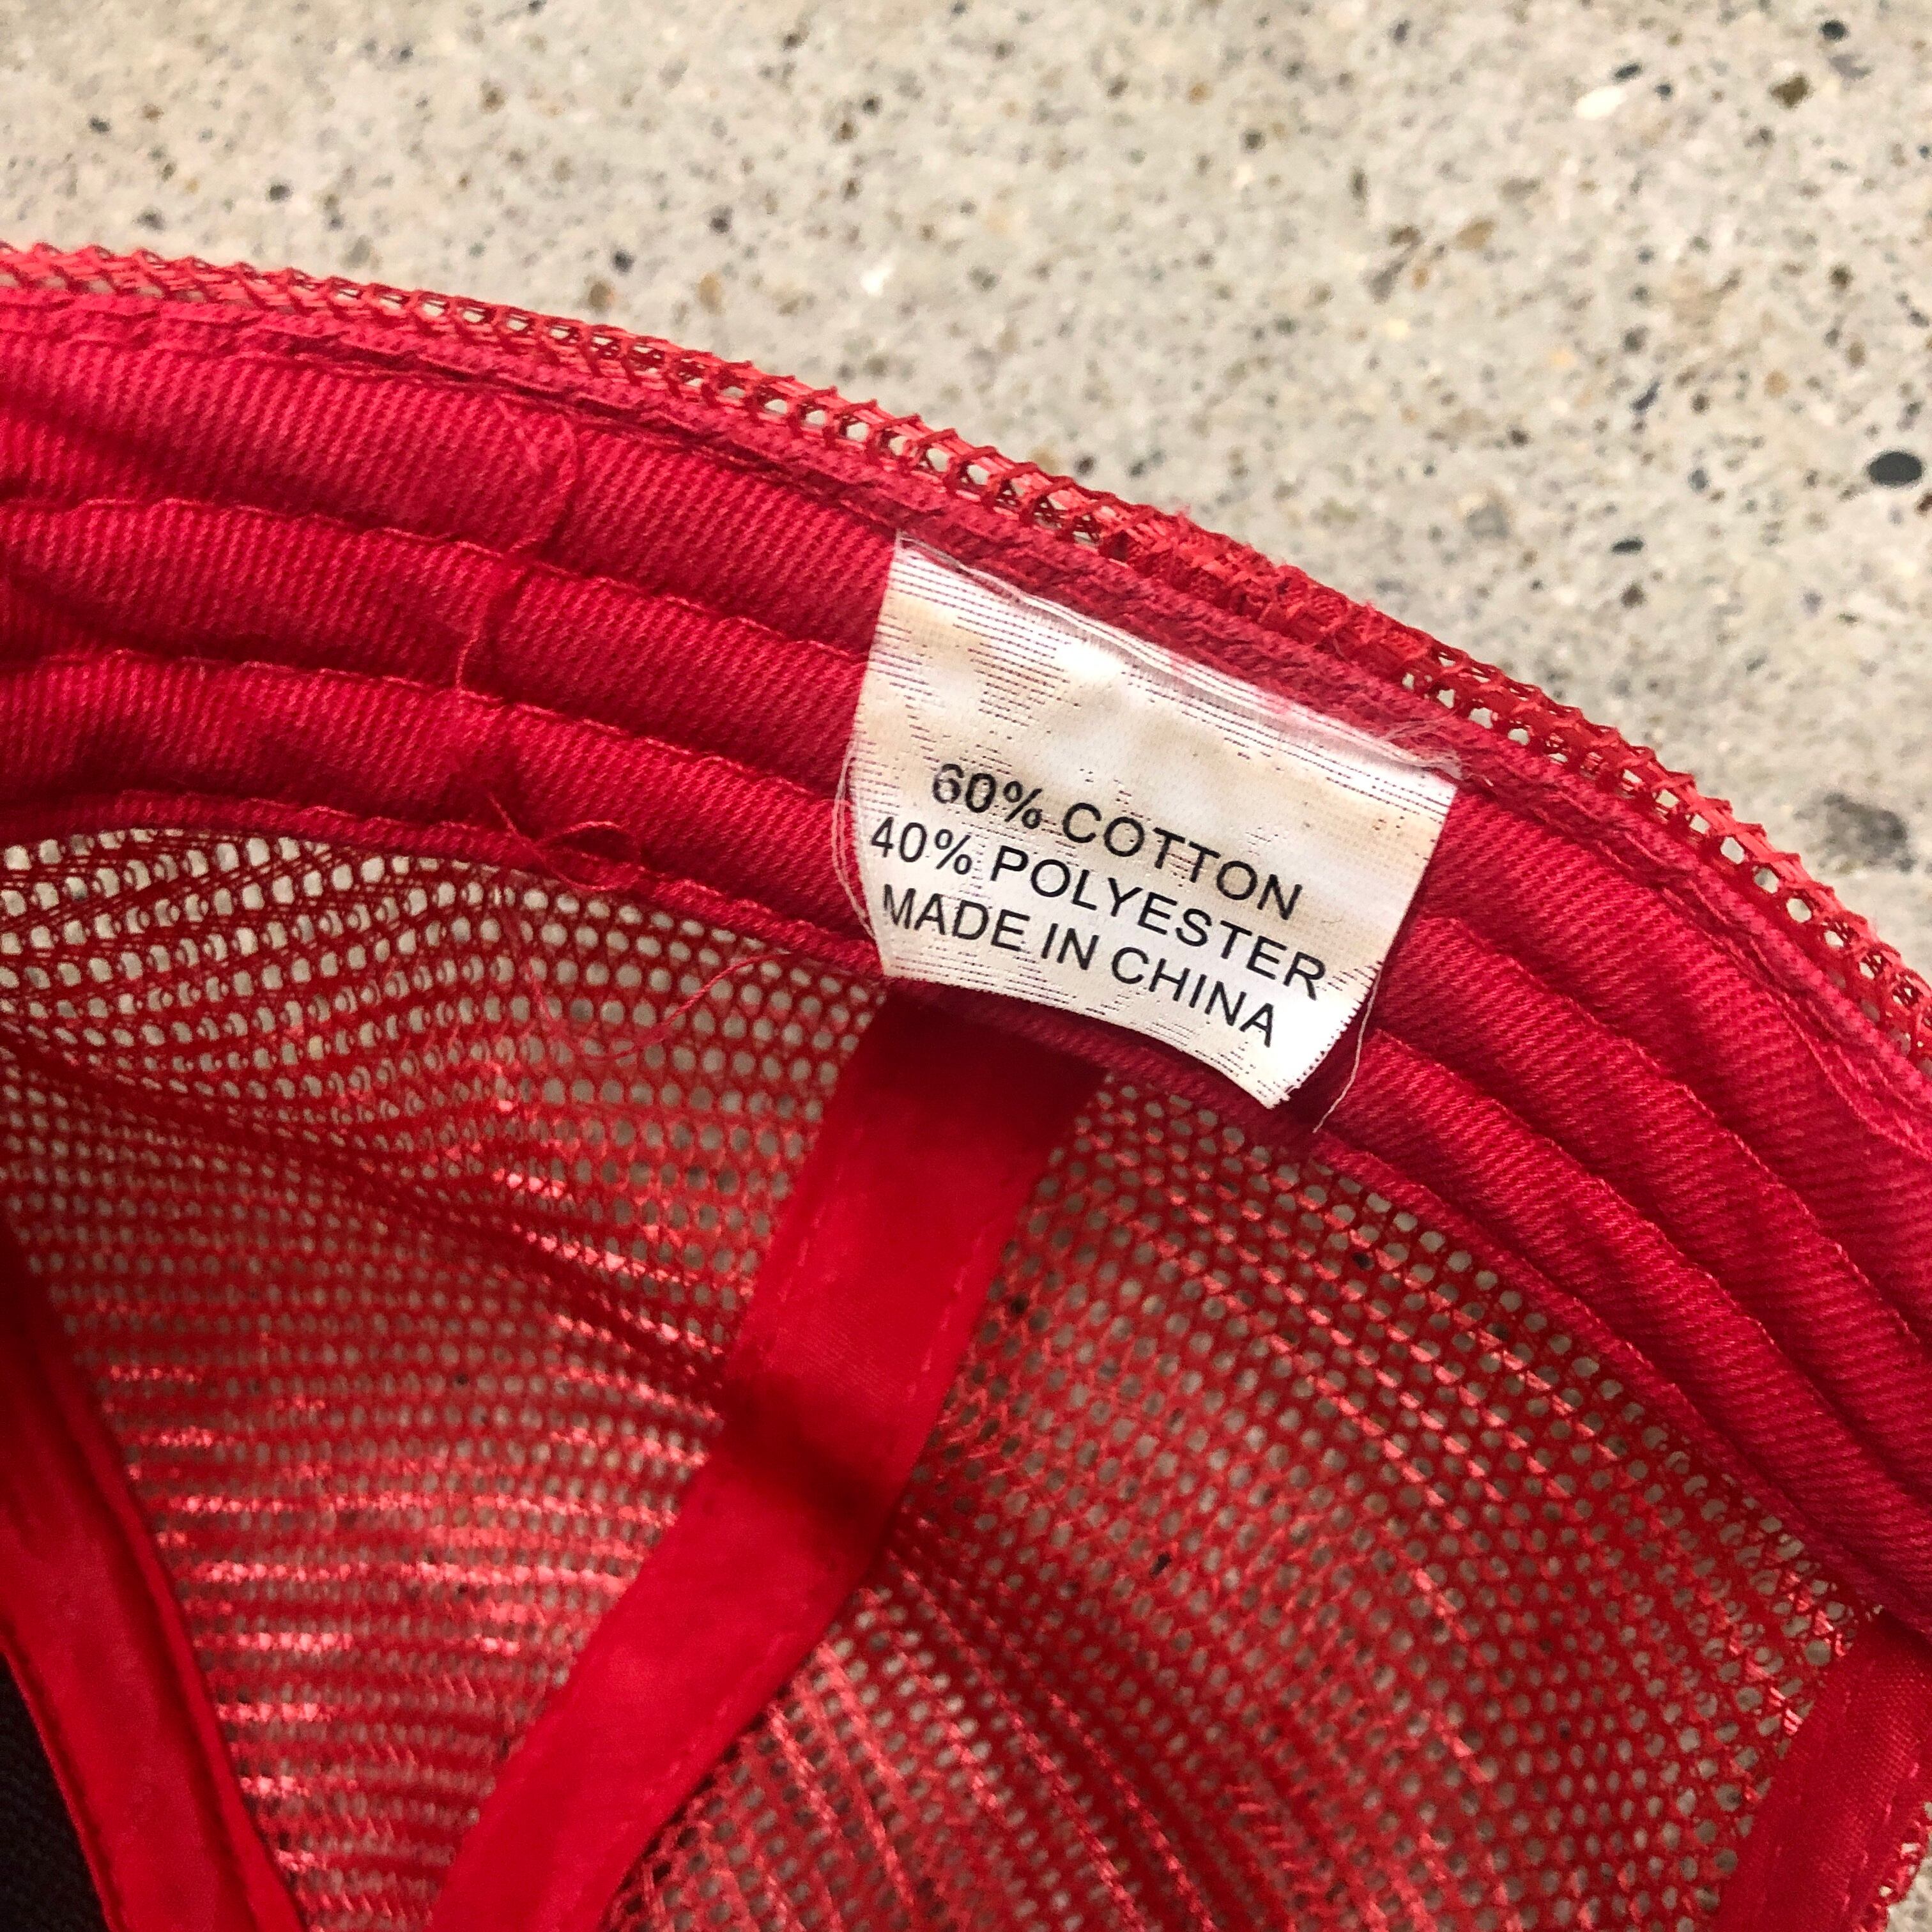 60% COTTON
40% POLYESTER
MADE IN CHINA